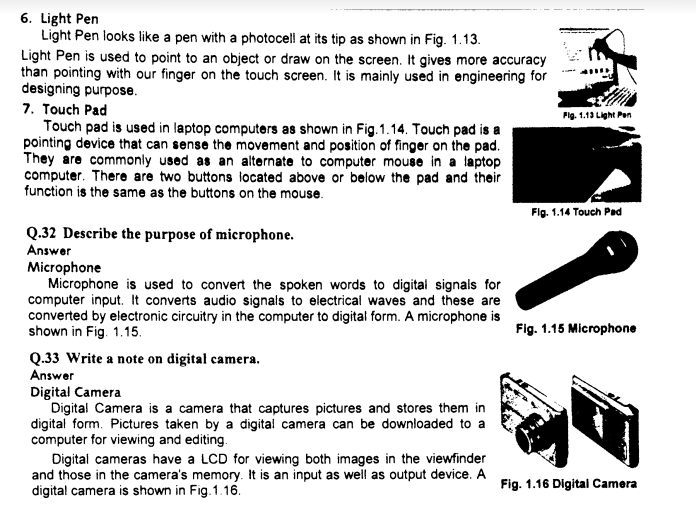 6. Light Pen
Light Pen looks like a pen with a photocell at its tip as shown in Fig. 1.13.
Light Pen is used to point to an object or draw on the screen. It gives more accuracy
than pointing with our finger on the touch screen. It is mainly used in engineering for
designing purpose.
Fig. 1.13 Light Pen
7. Touch Pad
Touch pad is used in laptop computers as shown in Fig.1.14. Touch pad is a
pointing device that can sense the movement and position of finger on the pad.
They are commonly used as an alternate to computer mouse in a laptop
computer. There are two buttons located above or below the pad and their
function is the same as the buttons on the mouse.
Fig. 1.14 Touch Pad
Q.32 Describe the purpose of microphone.
Answer
Microphone
Microphone is used to convert the spoken words to digital signals for
computer input. It converts audio signals to electrical waves and these are
converted by electronic circuitry in the computer to digital form. A microphone is
shown in Fig. 1.15.
Fig. 1.15 Microphone
Q.33 Write a note on digital camera.
Answer
Digital Camera
Digital Camera is a camera that captures pictures and stores them in
digital form. Pictures taken by a digital camera can be downloaded to a
computer for viewing and editing.
Digital cameras have a LCD for viewing both images in the viewfinder
and those in the camera's memory. It is an input as well as output device. A
digital camera is shown in Fig.1.16.
Fig. 1.16 Digital Camera